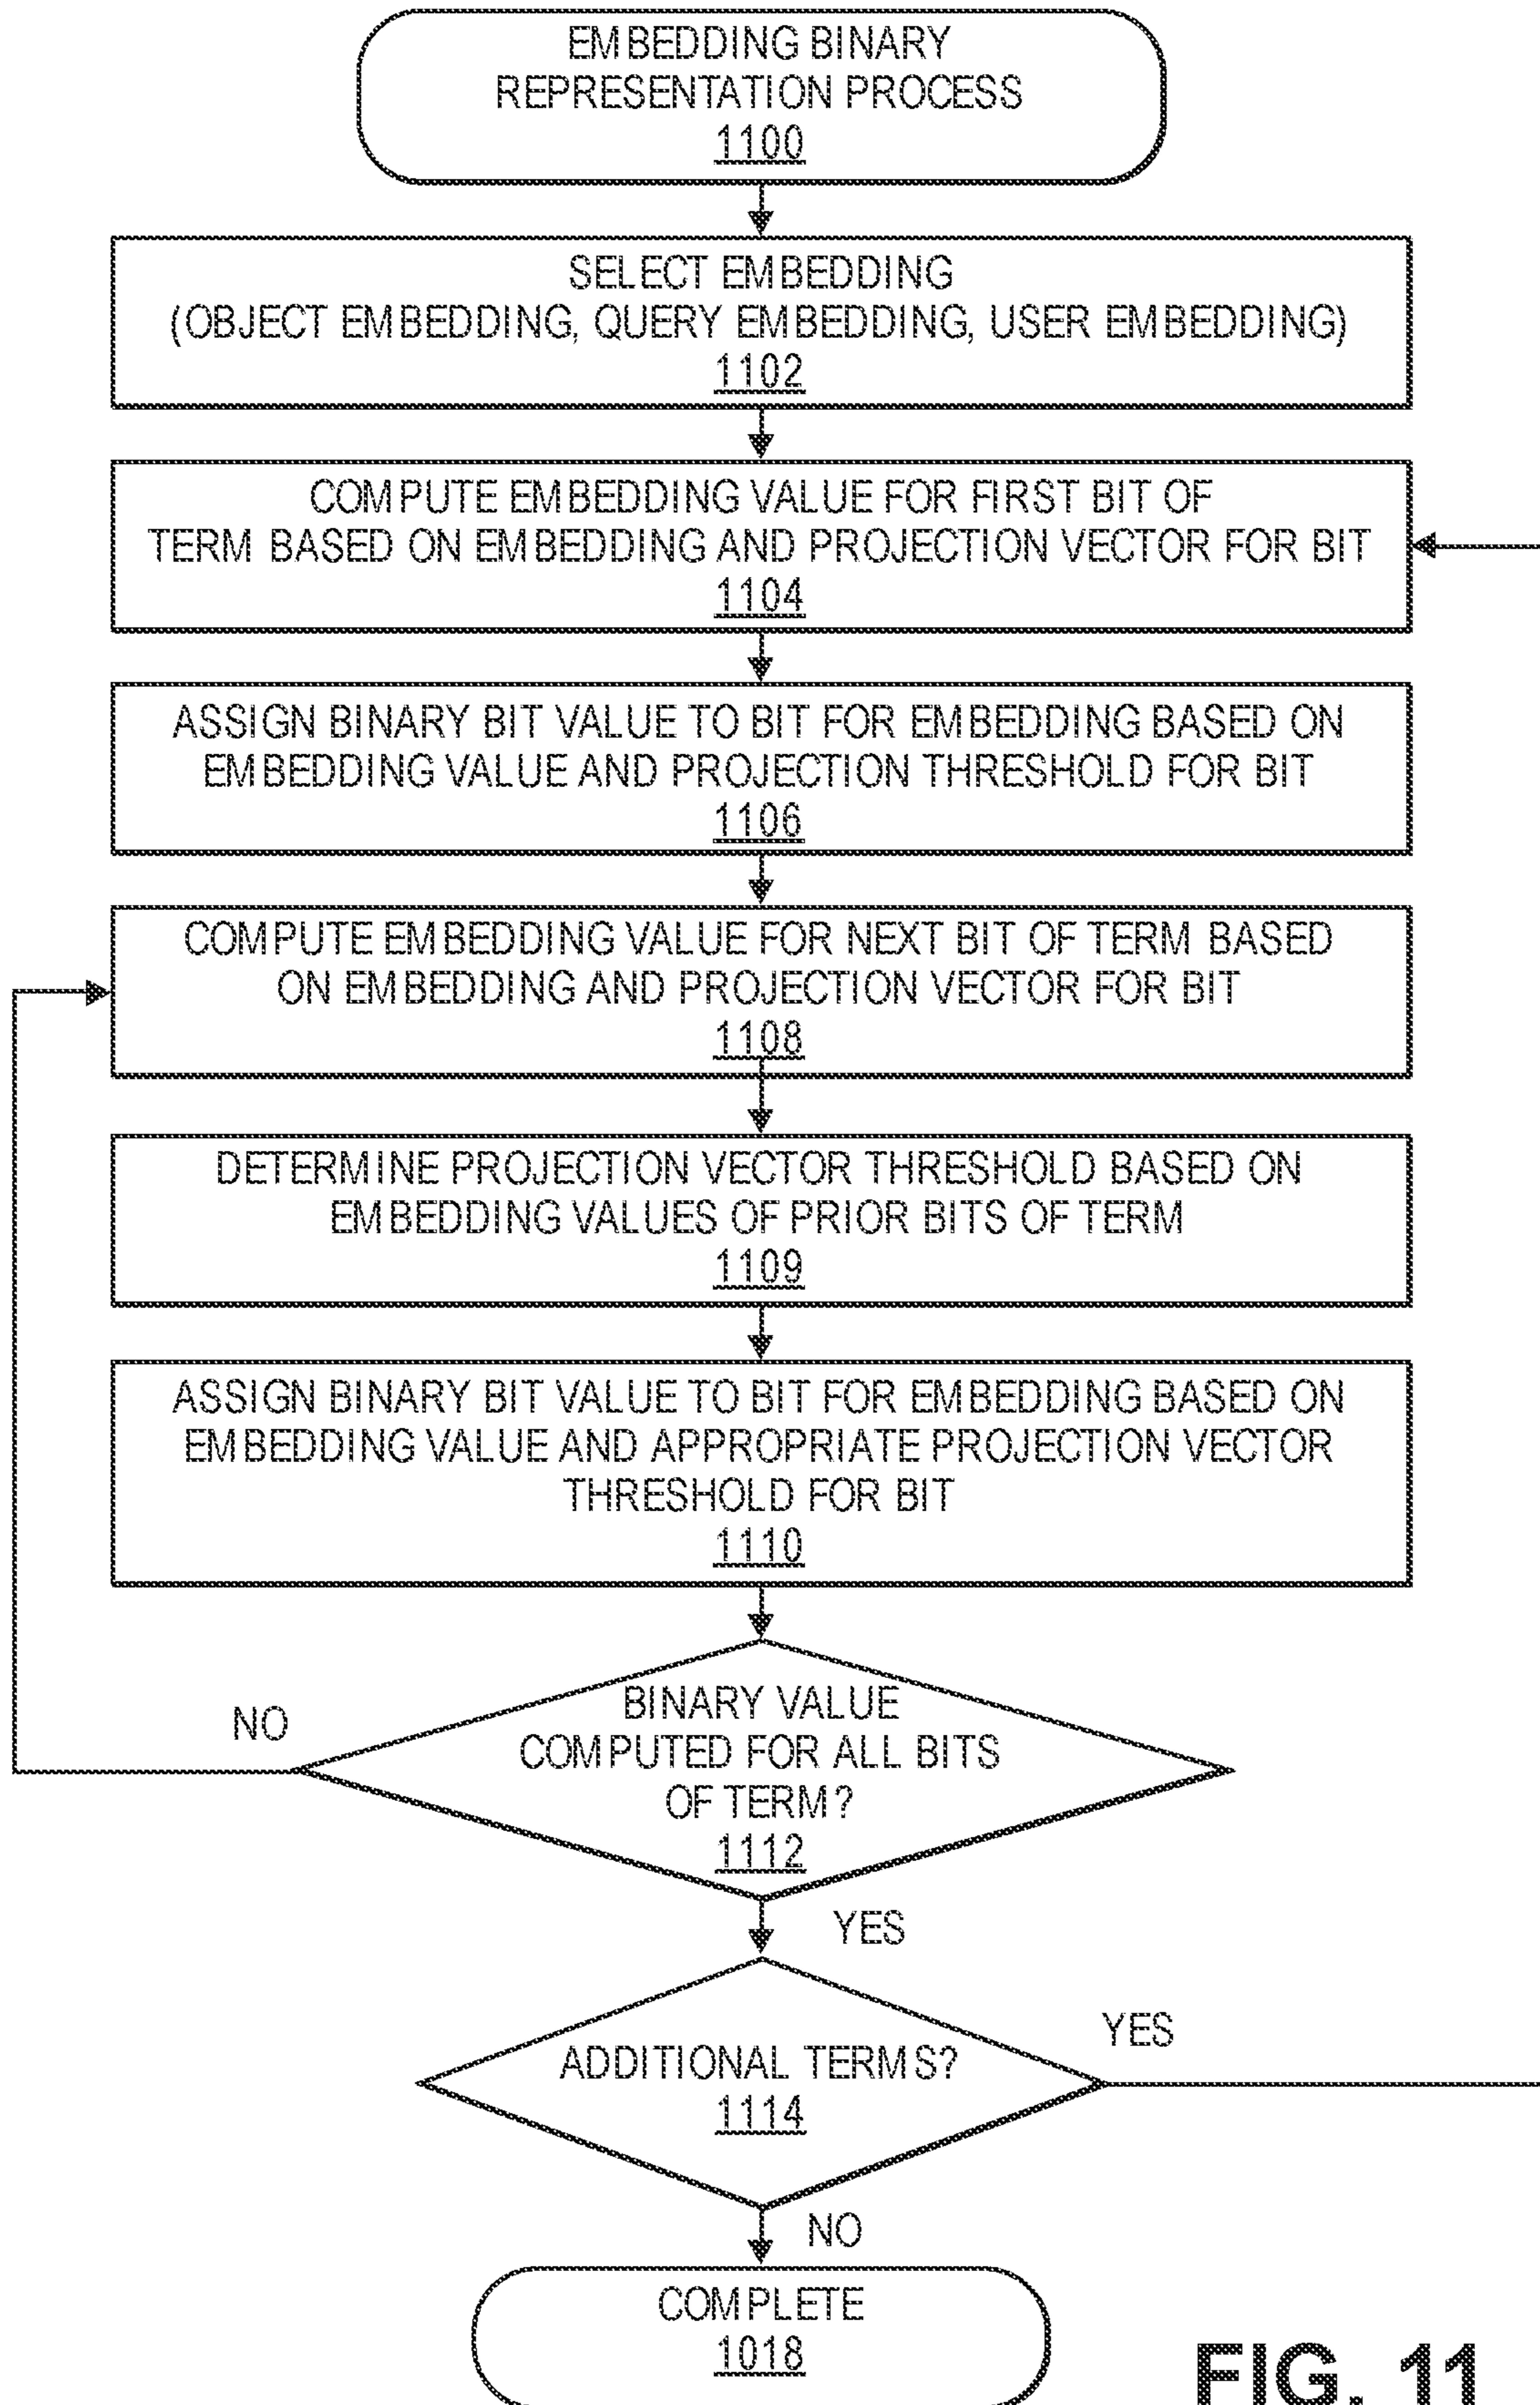 EMBEDDING BINARY
REPRESENTATION PROCESS
1100
SELECT EMBEDDING
(OBJECT EMBEDDING, QUERY EMBEDDING, USER EMBEDDING)
1102
COMPUTE EMBEDDING VALUE FOR FIRST BIT OF
TERM BASED ON EMBEDDING AND PROJECTION VECTOR FOR BIT
1104
ASSIGN BINARY BIT VALUE TO BIT FOR EMBEDDING BASED ON
EMBEDDING VALUE AND PROJECTION THRESHOLD FOR BIT
1106
COMPUTE EMBEDDING VALUE FOR NEXT BIT OF TERM BASED
ON EMBEDDING AND PROJECTION VECTOR FOR BIT
1108
DETERMINE PROJECTION VECTOR THRESHOLD BASED ON
EMBEDDING VALUES OF PRIOR BITS OF TERM
1109
ASSIGN BINARY BIT VALUE TO BIT FOR EMBEDDING BASED ON
EMBEDDING VALUE AND APPROPRIATE PROJECTION VECTOR
THRESHOLD FOR BIT
1110
NO
BINARY VALUE
COMPUTED FOR ALL BITS
OF TERM?
1112
YES
YES
ADDITIONAL TERMS?
1114
NO
COMPLETE
1018
FIG. 11